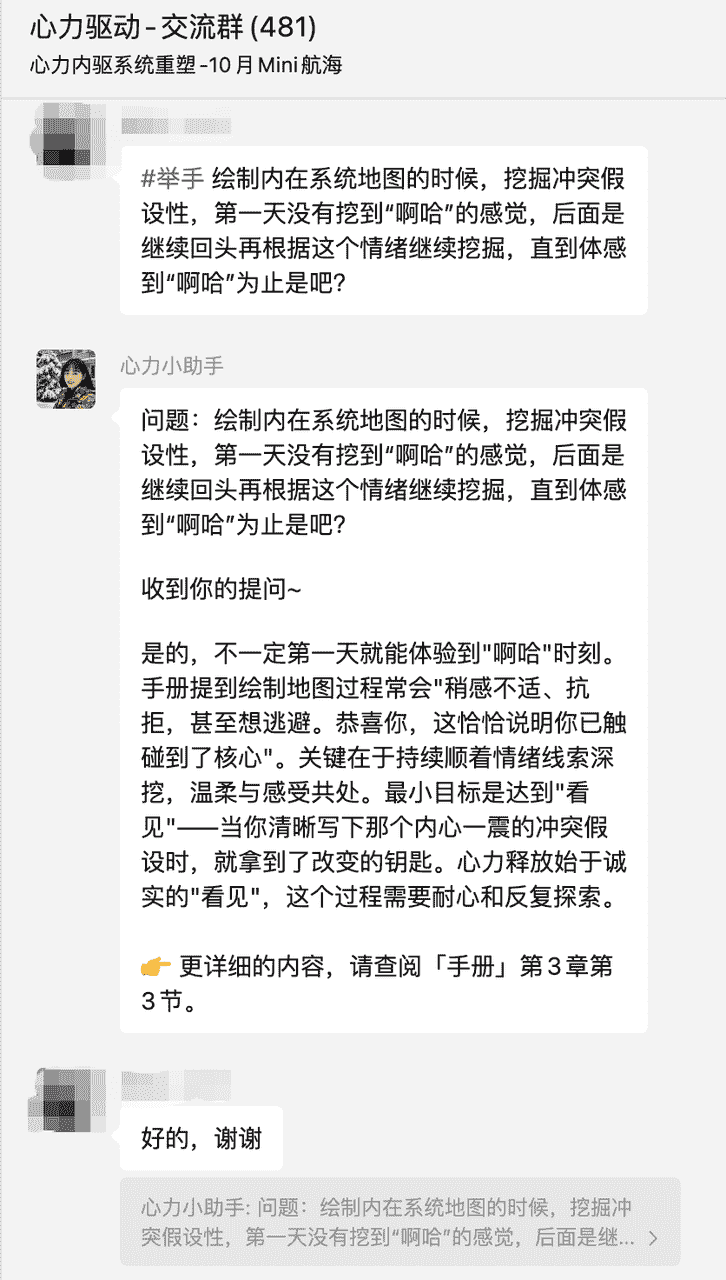 心力驱动-交流群(481)
心力内驱系统重塑-10月Mini航海
#举手 绘制内在系统地图的时候，挖掘冲突假
设性，第一天没有挖到“啊哈”的感觉，后面是
继续回头再根据这个情绪继续挖掘，直到体感
到“啊哈”为止是吧？
心力小助手
问题：绘制内在系统地图的时候，挖掘冲突假
设性，第一天没有挖到“啊哈”的感觉，后面是
继续回头再根据这个情绪继续挖掘，直到体感
到“啊哈”为止是吧？
收到你的提问~
是的，不一定第一天就能体验到"啊哈"时刻。
手册提到绘制地图过程常会"稍感不适、抗
拒，甚至想逃避。恭喜你，这恰恰说明你已触
碰到了核心"。关键在于持续顺着情绪线索深
挖，温柔与感受共处。最小目标是达到"看
见"——当你清晰写下那个内心一震的冲突假
设时，就拿到了改变的钥匙。心力释放始于诚
实的"看见"，这个过程需要耐心和反复探索。
👉 更详细的内容，请查阅「手册」第3章第
3节。
好的，谢谢
心力小助手: 问题：绘制内在系统地图的时候，挖掘冲
突假设性，第一天没有挖到“啊哈”的感觉，后面是继...